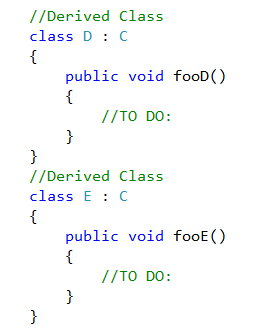 //Derived Class
class D : C
{
    public void fooD()
    {
        //TO DO:
    }
}
//Derived Class
class E : C
{
    public void fooE()
    {
        //TO DO:
    }
}